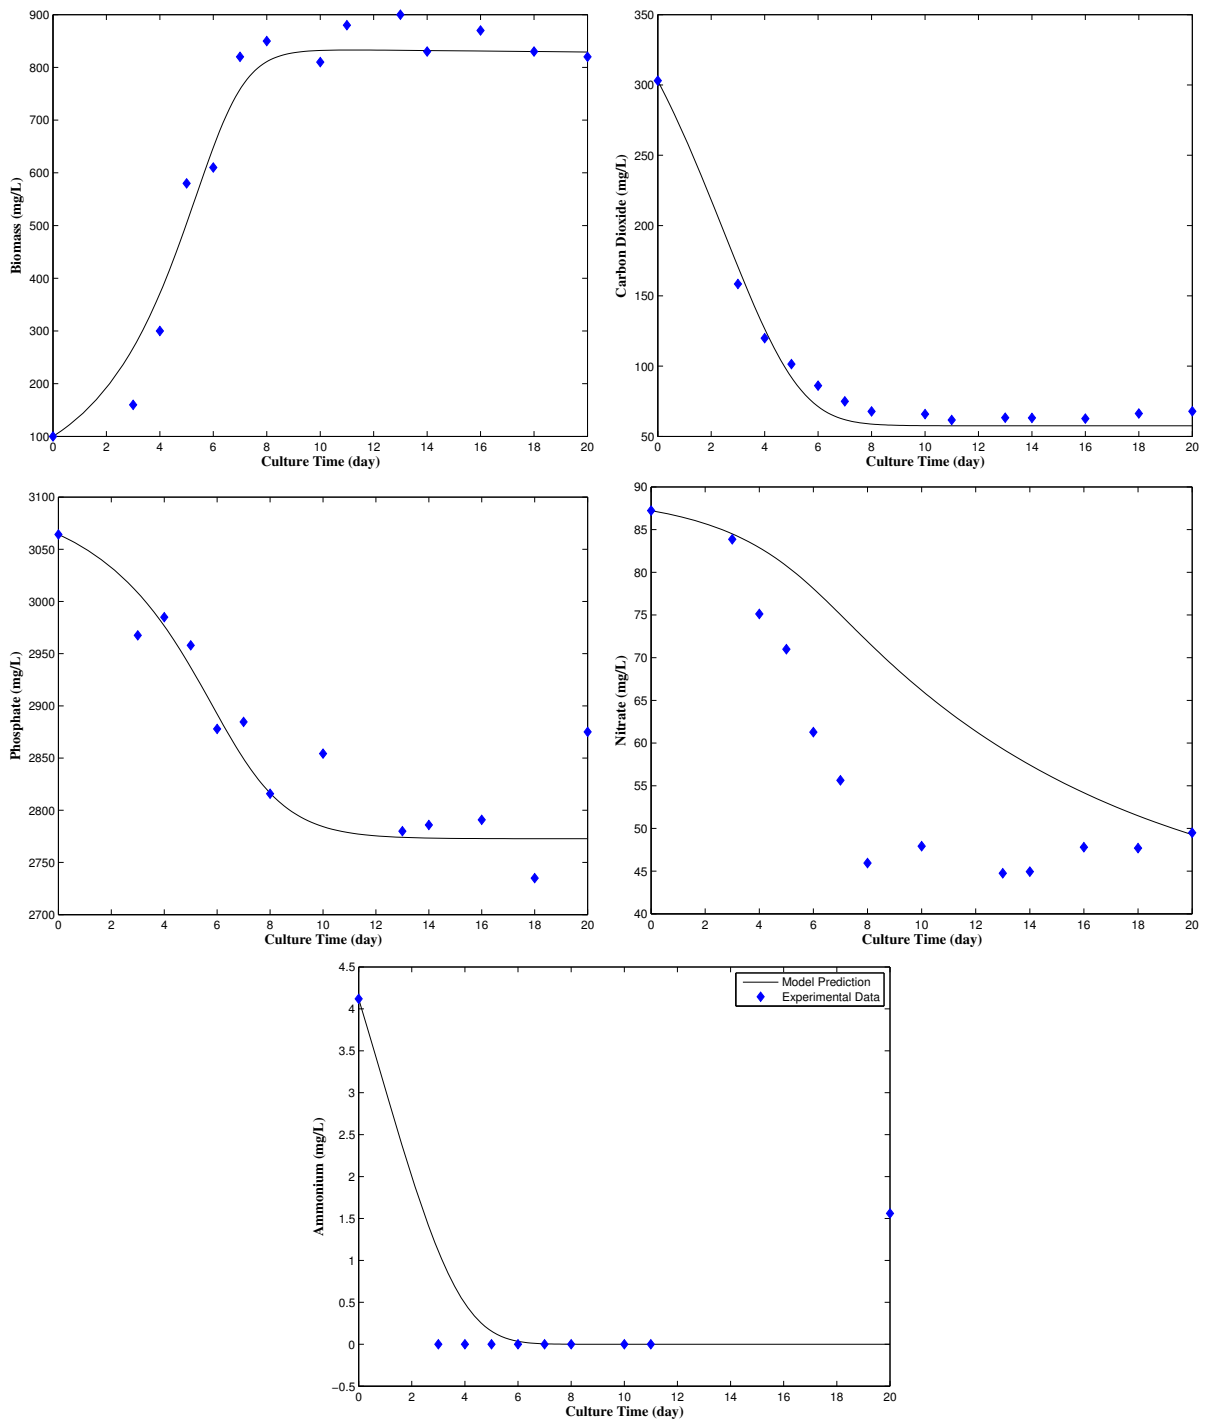 900
800
700
600
500
400
300
200
100
0 2 4 6 8 10 12 14 16 18 20
Biomass (mg/L)
Culture Time (day)
350
300
250
200
150
100
50
0 2 4 6 8 10 12 14 16 18 20
Carbon Dioxide (mg/L)
Culture Time (day)
3100
3050
3000
2950
2900
2850
2800
2750
2700
0 2 4 6 8 10 12 14 16 18 20
Phosphate (mg/L)
Culture Time (day)
90
85
80
75
70
65
60
55
50
45
40
0 2 4 6 8 10 12 14 16 18 20
Nitrate (mg/L)
Culture Time (day)
4.5
4
3.5
3
2.5
2
1.5
1
0.5
0
−0.5
0 2 4 6 8 10 12 14 16 18 20
Ammonium (mg/L)
Culture Time (day)
Model Prediction
Experimental Data